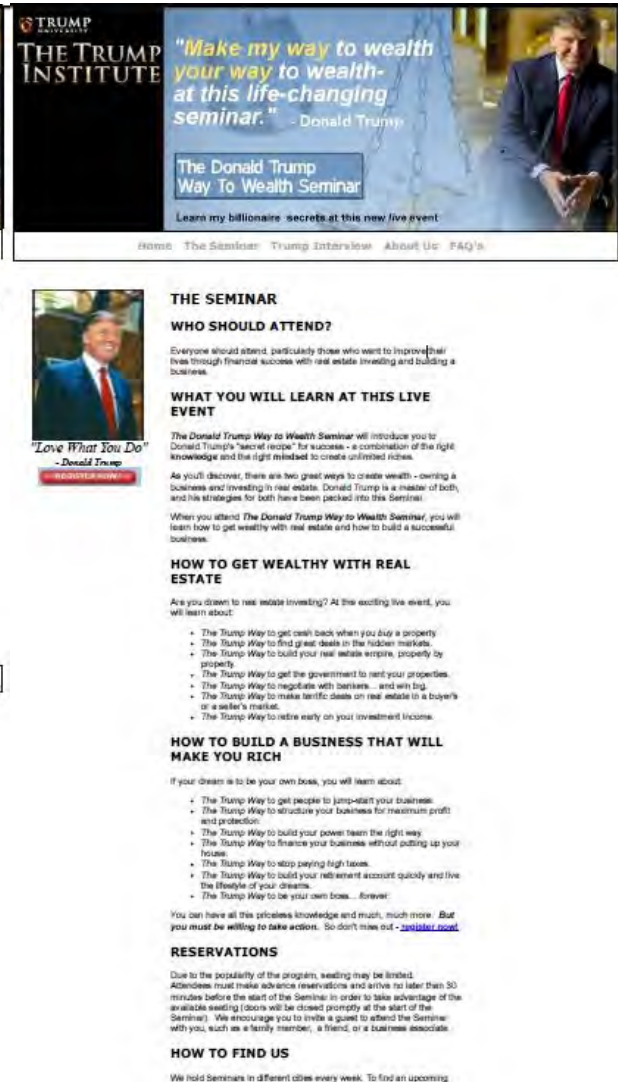 TRUMP
UNIVERSITY
THE TRUMP
INSTITUTE
"Make my way to wealth
your way to wealth-
at this life-changing
seminar." - Donald Trump
The Donald Trump
Way To Wealth Seminar
Learn my billionaire secrets at this new live event
Home The Seminar Trump Interview About Us FAQ's
"Love What You Do"
- Donald Trump
REGISTER NOW!
THE SEMINAR
WHO SHOULD ATTEND?
Everyone should attend, particularly those who want to improve their
lives through financial success with real estate investing and building a
business.
WHAT YOU WILL LEARN AT THIS LIVE
EVENT
The Donald Trump Way to Wealth Seminar will introduce you to
Donald Trump's "secret recipe" for success - a combination of the right
knowledge and the right mindset to create unlimited riches.
As you'll discover, there are two great ways to create wealth - owning a
business and investing in real estate. Donald Trump is a master of both,
and his strategies for both have been packed into this Seminar.
When you attend The Donald Trump Way to Wealth Seminar, you will
learn how to get wealthy with real estate and how to build a successful
business.
HOW TO GET WEALTHY WITH REAL
ESTATE
Are you drawn to real estate investing? At this exciting live event, you
will learn about:
• The Trump Way to get cash back when you buy a property.
• The Trump Way to find great deals in the hidden markets.
• The Trump Way to build your real estate empire, property by
property.
• The Trump Way to get the government to rent your properties.
• The Trump Way to negotiate with bankers... and win big.
• The Trump Way to make terrific deals on real estate in a buyer's
or a seller's market.
• The Trump Way to retire early on your investment income.
HOW TO BUILD A BUSINESS THAT WILL
MAKE YOU RICH
If your dream is to be your own boss, you will learn about:
• The Trump Way to get people to jump-start your business.
• The Trump Way to structure your business for maximum profit
and protection.
• The Trump Way to build your power team the right way.
• The Trump Way to finance your business without putting up your
house.
• The Trump Way to stop paying high taxes.
• The Trump Way to build your retirement account quickly and live
the lifestyle of your dreams.
• The Trump Way to be your own boss... forever.
You can have all this priceless knowledge and much, much more. But
you must be willing to take action. So don't miss out - register now!
RESERVATIONS
Due to the popularity of the program, seating may be limited.
Attendees must make advance reservations and arrive no later than 30
minutes before the start of the Seminar in order to take advantage of the
available seating (doors will be closed promptly at the start of the
Seminar). We encourage you to invite a guest to attend the Seminar
with you, such as a family member, a friend, or a business associate.
HOW TO FIND US
We hold Seminars in different cities every week. To find an upcoming